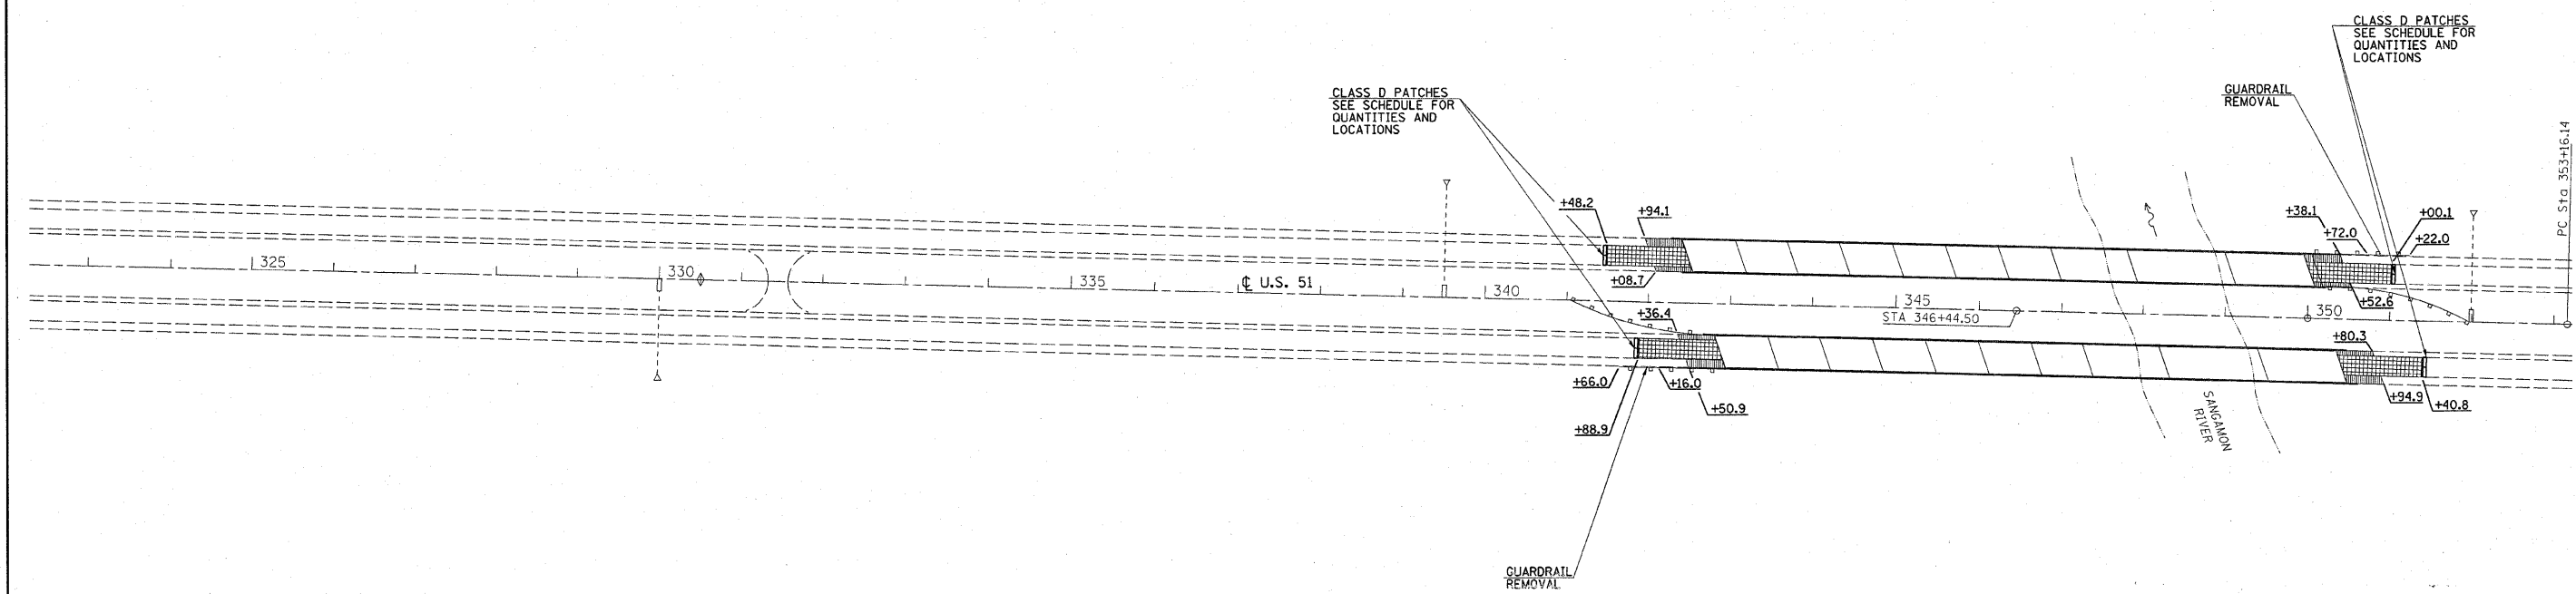 CLASS D PATCHES
SEE SCHEDULE FOR
QUANTITIES AND
LOCATIONS
GUARDRAIL
REMOVAL
CLASS D PATCHES
SEE SCHEDULE FOR
QUANTITIES AND
LOCATIONS
PC Sta 353+16.14
+48.2
+94.1
+38.1
+00.1
+72.0
+22.0
325
330
335
℄ U.S. 51
+08.7
340
345
350
+52.6
+36.4
STA 346+44.50
+80.3
+66.0
+16.0
+50.9
+94.9
+40.8
+88.9
SANGAMON
RIVER
GUARDRAIL
REMOVAL